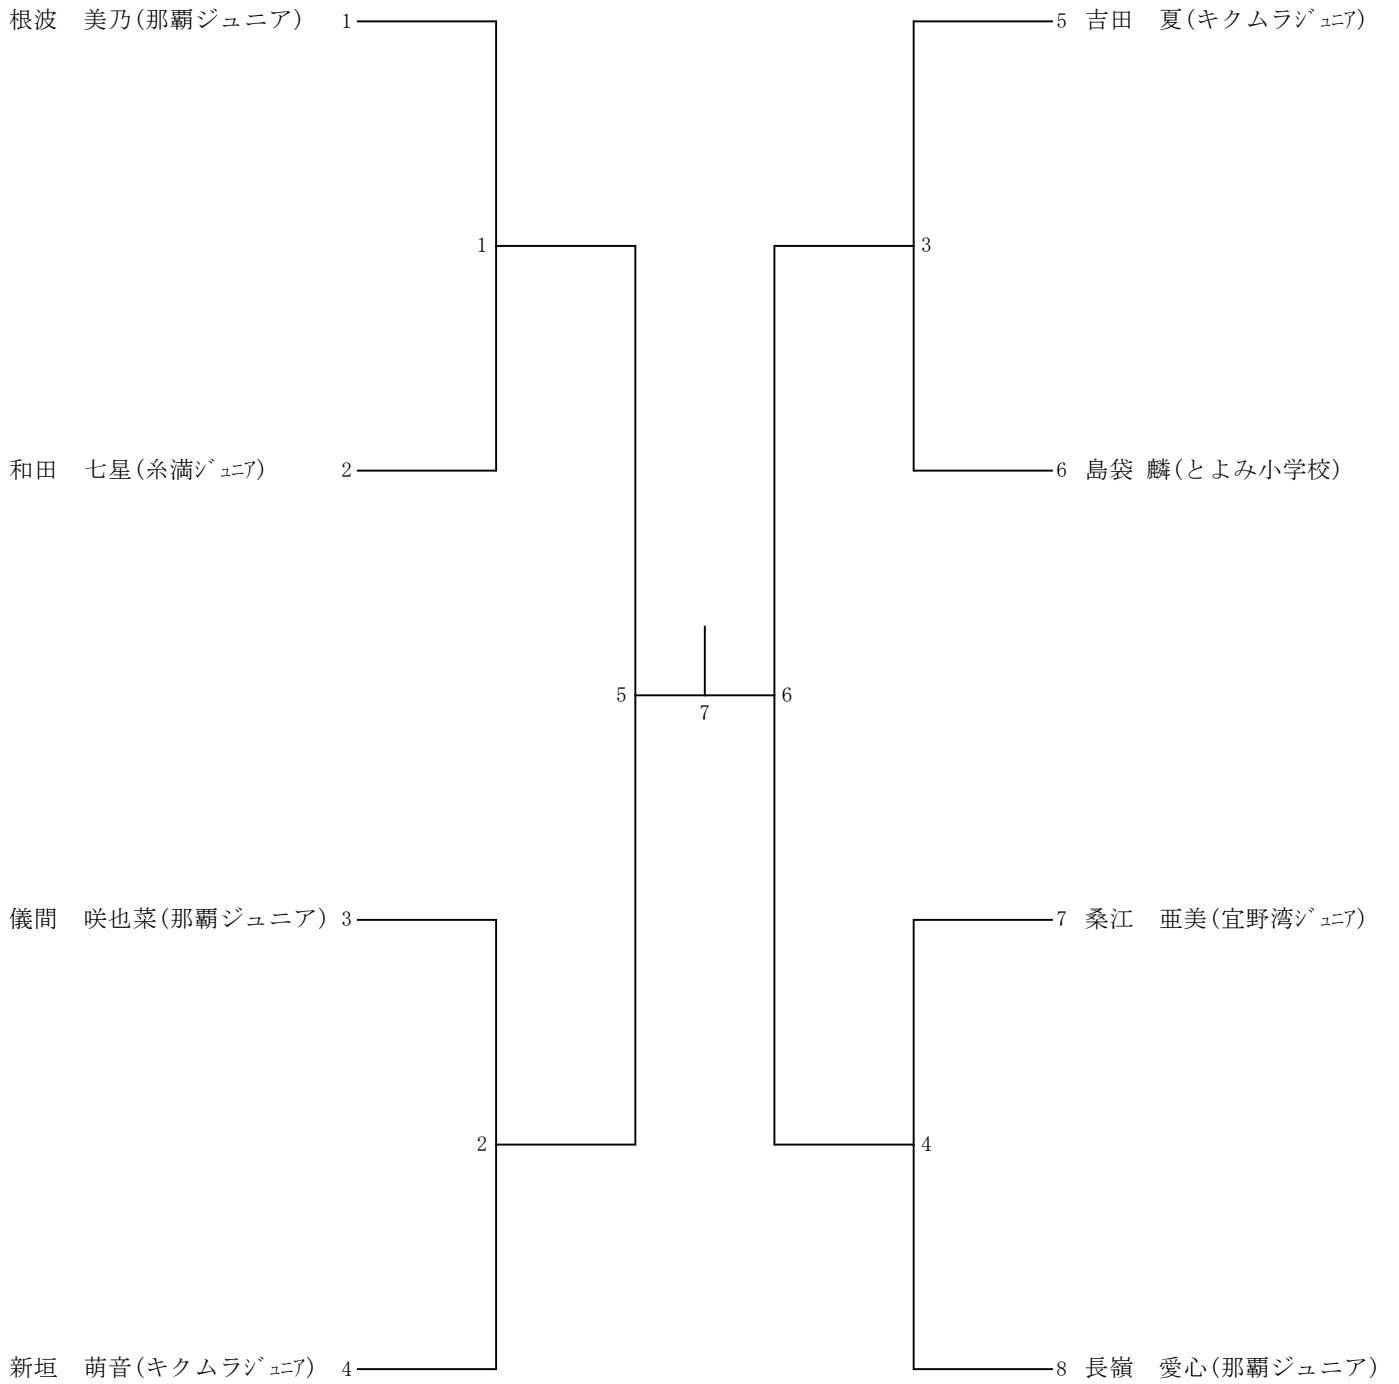 根波　美乃(那覇ジュニア)　1
5 吉田　夏(キクムラｼﾞｭﾆｱ)
1
3
和田　七星(糸満ｼﾞｭﾆｱ)　2
6 島袋 麟(とよみ小学校)
5
7
6
儀間　咲也菜(那覇ジュニア) 3
7 桑江　亜美(宜野湾ｼﾞｭﾆｱ)
2
4
新垣　萌音(キクムラｼﾞｭﾆｱ)　4
8 長嶺　愛心(那覇ジュニア)